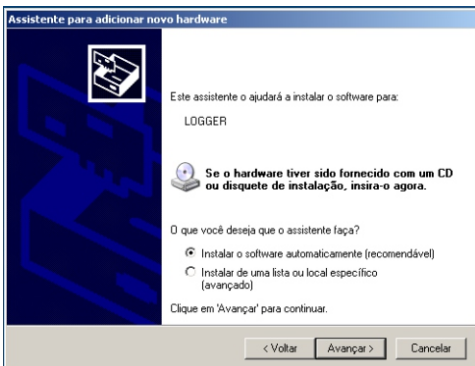 Assistente para adicionar novo hardware
Este assistente o ajudará a instalar o software para:
LOGGER
Se o hardware tiver sido fornecido com um CD
ou disquete de instalação, insira-o agora.
O que você deseja que o assistente faça?
Instalar o software automaticamente (recomendável)
Instalar de uma lista ou local específico
(avançado)
Clique em 'Avançar' para continuar.
< Voltar
Avançar >
Cancelar